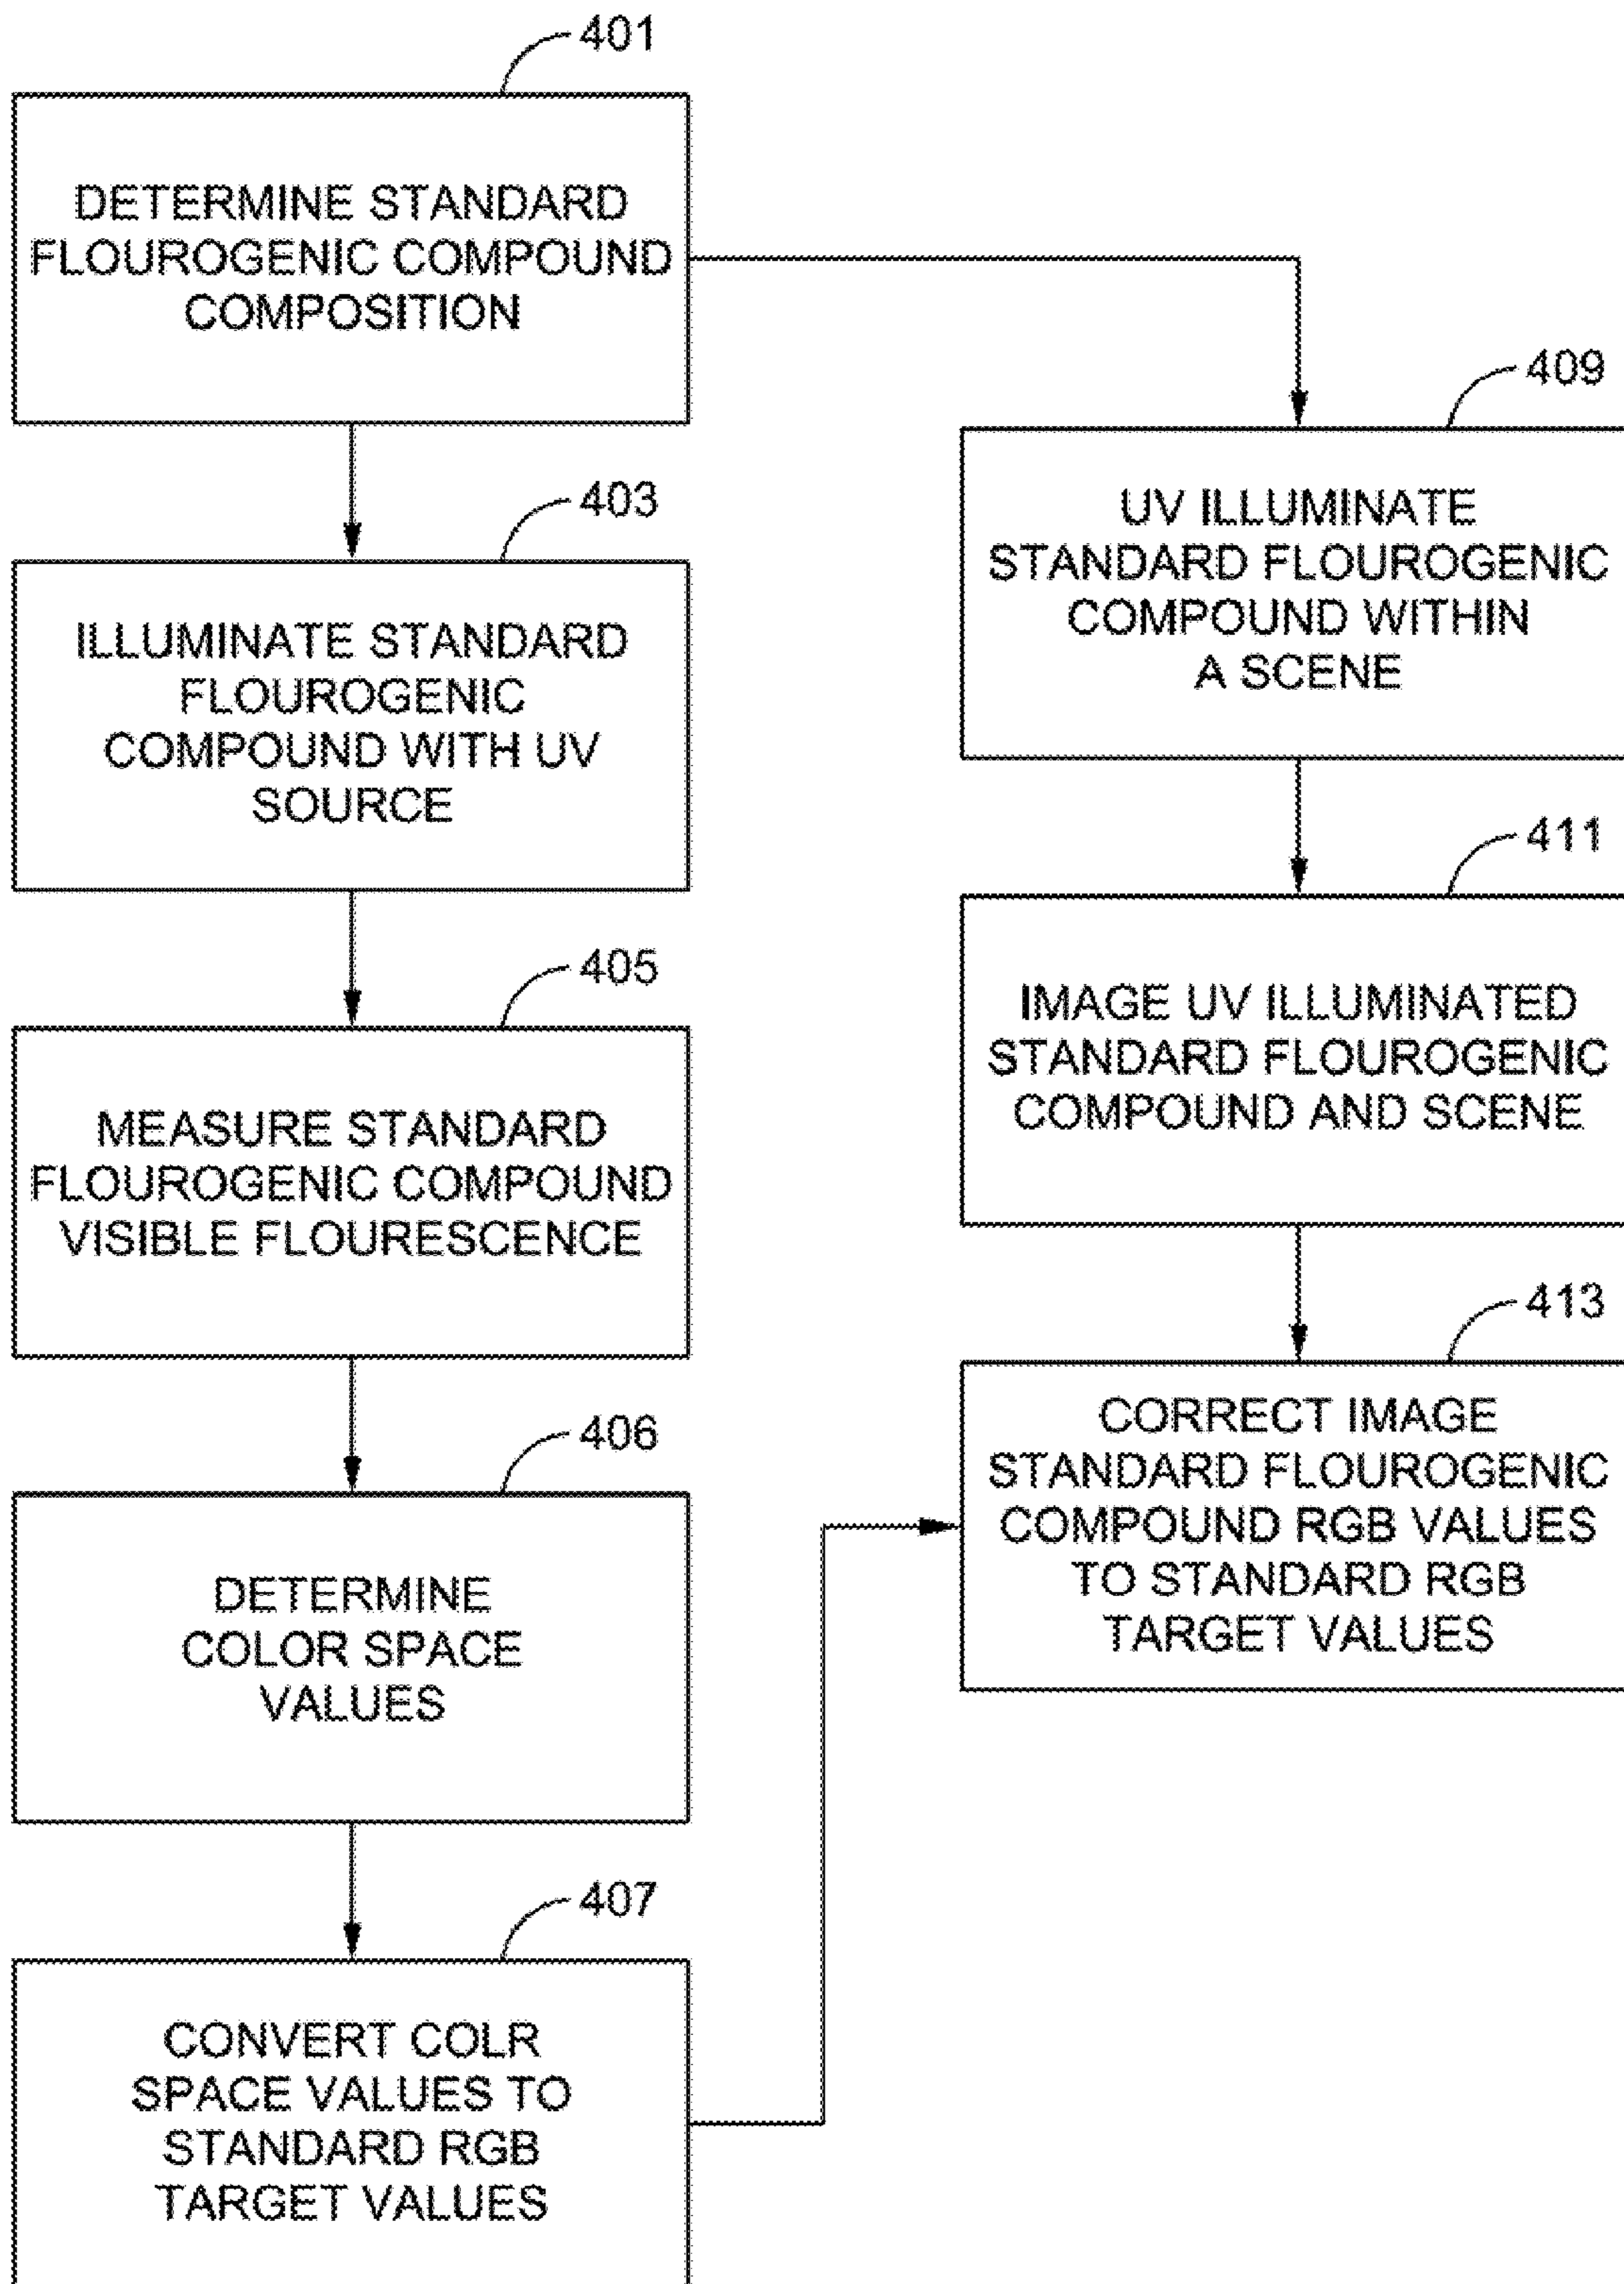 401
DETERMINE STANDARD
FLOUROGENIC COMPOUND
COMPOSITION
403
ILLUMINATE STANDARD
FLOUROGENIC
COMPOUND WITH UV
SOURCE
405
MEASURE STANDARD
FLOUROGENIC COMPOUND
VISIBLE FLOURESCENCE
406
DETERMINE
COLOR SPACE
VALUES
407
CONVERT COLR
SPACE VALUES TO
STANDARD RGB
TARGET VALUES
409
UV ILLUMINATE
STANDARD FLOUROGENIC
COMPOUND WITHIN
A SCENE
411
IMAGE UV ILLUMINATED
STANDARD FLOUROGENIC
COMPOUND AND SCENE
413
CORRECT IMAGE
STANDARD FLOUROGENIC
COMPOUND RGB VALUES
TO STANDARD RGB
TARGET VALUES